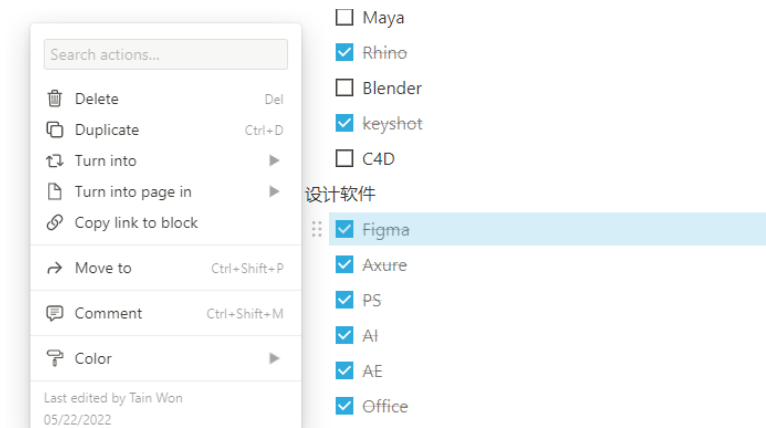 Search actions...
Delete Del
Duplicate Ctrl+D
Turn into
Turn into page in
Copy link to block
Move to Ctrl+Shift+P
Comment Ctrl+Shift+M
Color
Last edited by Tain Won
05/22/2022
Maya
Rhino
Blender
keyshot
C4D
设计软件
Figma
Axure
PS
AI
AE
Office